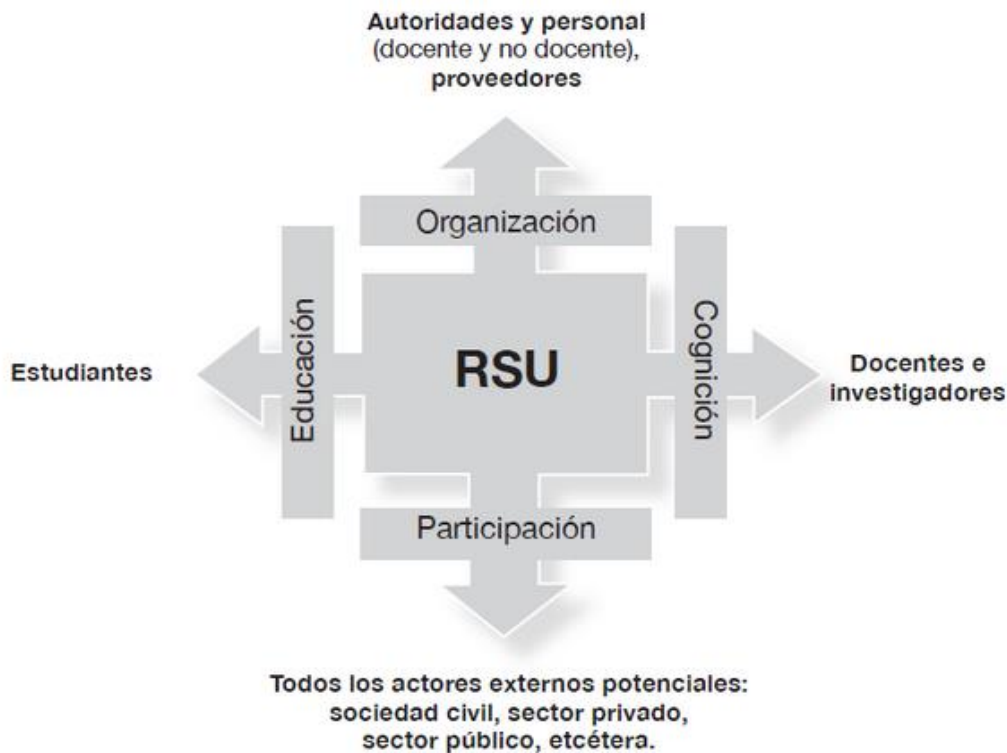 Autoridades y personal
(docente y no docente),
proveedores
Organización
Educación
Cognición
RSU
Estudiantes
Docentes e
investigadores
Participación
Todos los actores externos potenciales:
sociedad civil, sector privado,
sector público, etcétera.